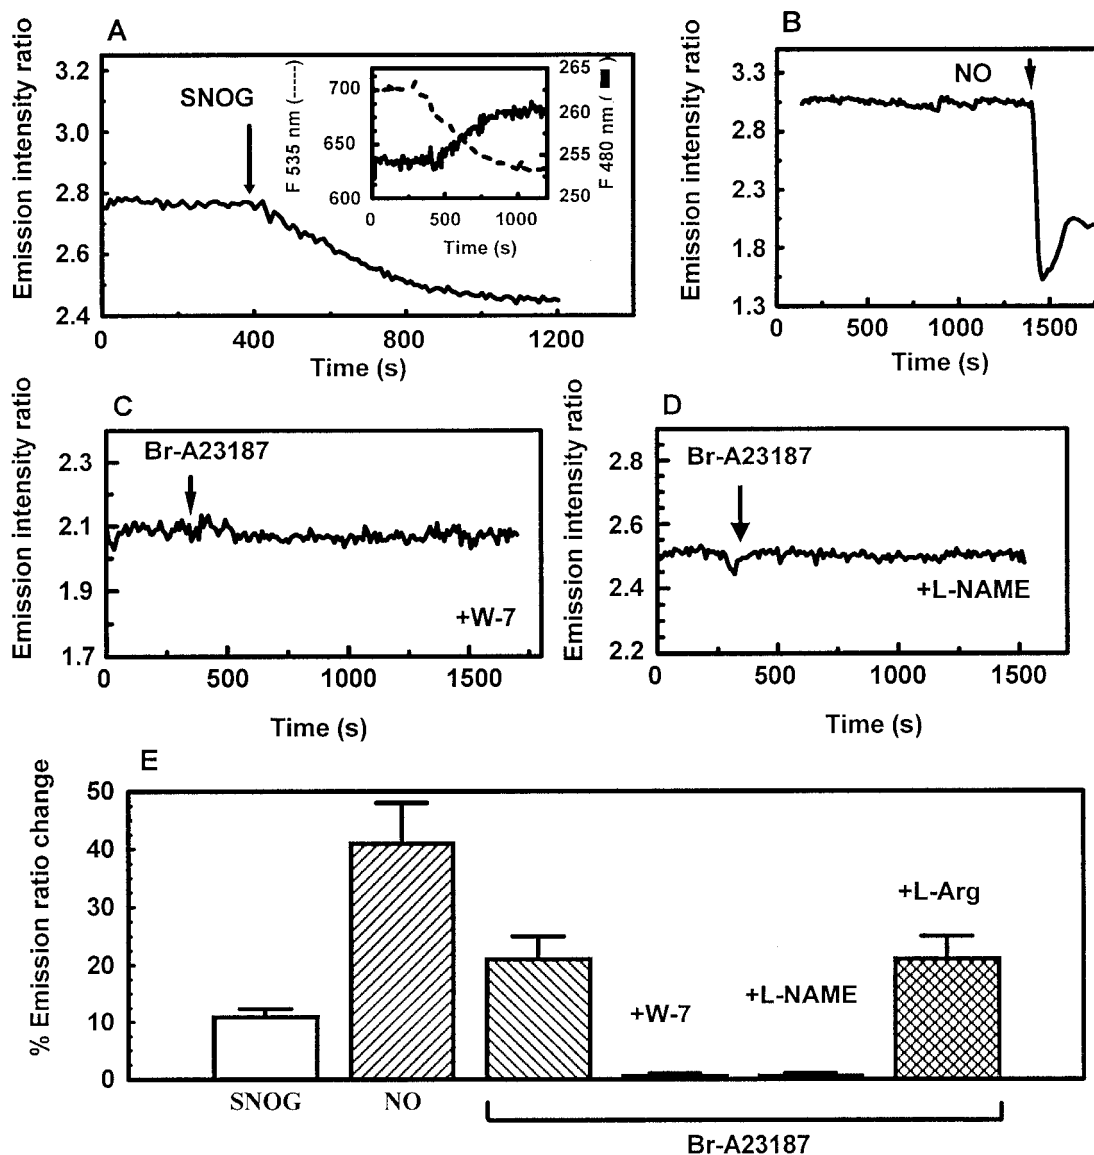 A
Emission intensity ratio
3.2
3.0
2.8
2.6
2.4
SNOG
0
400
800
1200
Time (s)
F 535 nm (-----)
700
650
600
265
260
255
250
F 480 nm (
0
500
1000
Time (s)
B
Emission intensity ratio
3.3
3.0
2.3
1.8
1.3
NO
0
500
1000
1500
Time (s)
C
Emission intensity ratio
2.3
2.1
1.9
1.7
Br-A23187
+W-7
0
500
1000
1500
Time (s)
D
Emission intensity ratio
2.8
2.6
2.4
2.2
Br-A23187
+L-NAME
0
500
1000
1500
Time (s)
E
% Emission ratio change
50
40
30
20
10
0
+W-7
+L-NAME
+L-Arg
SNOG
NO
Br-A23187